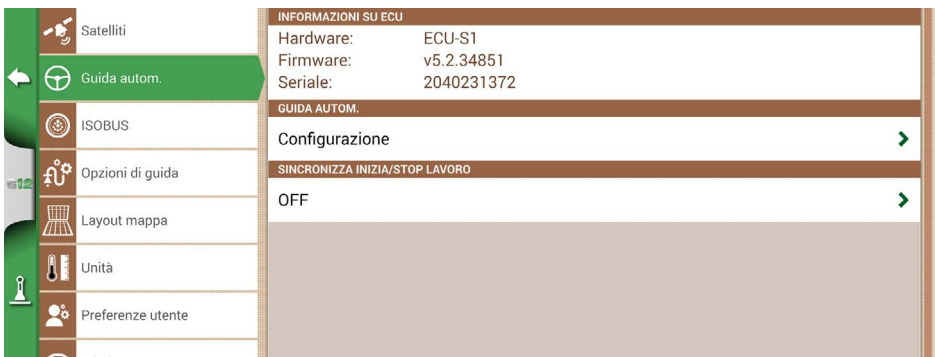 Satelliti
Guida autom.
ISOBUS
Opzioni di guida
Layout mappa
Unità
Preferenze utente
INFORMAZIONI SU ECU
Hardware: ECU-S1
Firmware: v5.2.34851
Seriale: 2040231372
GUIDA AUTOM.
Configurazione
SINCRONIZZA INIZIA/STOP LAVORO
OFF